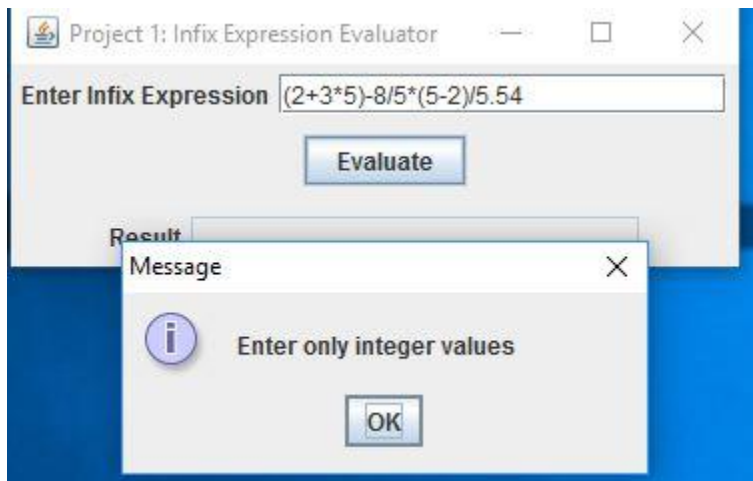 Project 1: Infix Expression Evaluator
Enter Infix Expression (2+3*5)-8/5*(5-2)/5.54
Evaluate
Result
Message
Enter only integer values
OK